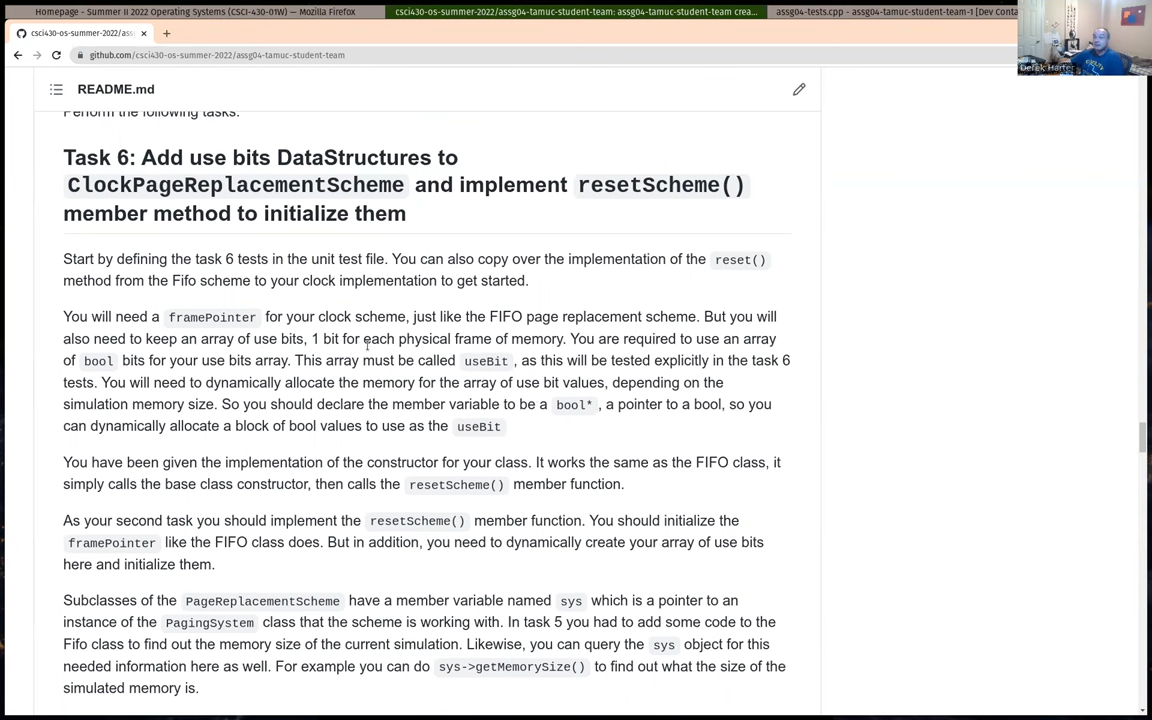 Homepage - Summer II 2022 Operating Systems (CSCI-430-01W) — Mozilla Firefox
csci430-os-summer-2022/assg04-tamuc-student-team: assg04-tamuc-student-team crea...
assg04-tests.cpp - assg04-tamuc-student-team-1 [Dev Conta
csci430-os-summer-2022/assg
github.com/csci430-os-summer-2022/assg04-tamuc-student-team
Derek Harter
README.md
Perform the following tasks:
Task 6: Add use bits DataStructures to
ClockPageReplacementScheme and implement resetScheme()
member method to initialize them
Start by defining the task 6 tests in the unit test file. You can also copy over the implementation of the reset()
method from the Fifo scheme to your clock implementation to get started.
You will need a framePointer for your clock scheme, just like the FIFO page replacement scheme. But you will
also need to keep an array of use bits, 1 bit for each physical frame of memory. You are required to use an array
of bool bits for your use bits array. This array must be called useBit , as this will be tested explicitly in the task 6
tests. You will need to dynamically allocate the memory for the array of use bit values, depending on the
simulation memory size. So you should declare the member variable to be a bool* , a pointer to a bool, so you
can dynamically allocate a block of bool values to use as the useBit
You have been given the implementation of the constructor for your class. It works the same as the FIFO class, it
simply calls the base class constructor, then calls the resetScheme() member function.
As your second task you should implement the resetScheme() member function. You should initialize the
framePointer like the FIFO class does. But in addition, you need to dynamically create your array of use bits
here and initialize them.
Subclasses of the PageReplacementScheme have a member variable named sys which is a pointer to an
instance of the PagingSystem class that the scheme is working with. In task 5 you had to add some code to the
Fifo class to find out the memory size of the current simulation. Likewise, you can query the sys object for this
needed information here as well. For example you can do sys->getMemorySize() to find out what the size of the
simulated memory is.